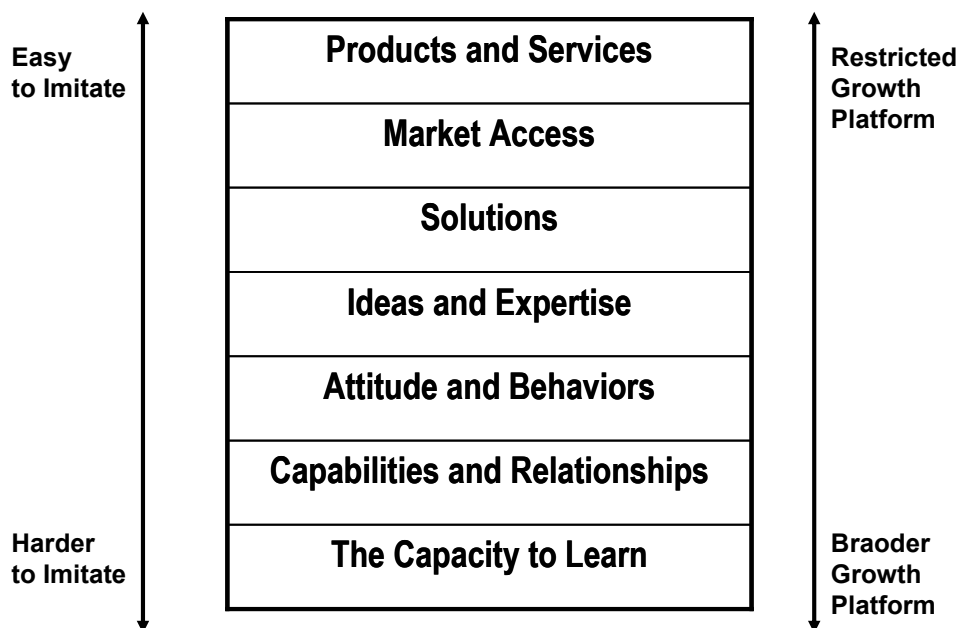 Easy
to Imitate
Products and Services
Restricted
Growth
Platform
Market Access
Solutions
Ideas and Expertise
Attitude and Behaviors
Capabilities and Relationships
Harder
to Imitate
The Capacity to Learn
Braoder
Growth
Platform